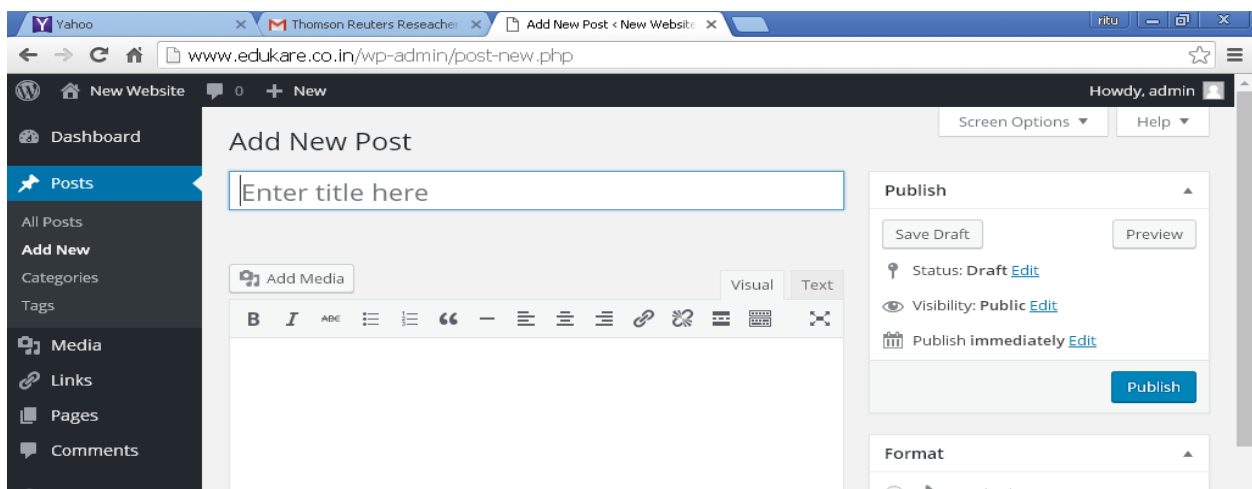 Yahoo
Thomson Reuters Reseacher
Add New Post < New Website
ritu
www.edukare.co.in/wp-admin/post-new.php
New Website 0 + New Howdy, admin
Screen Options ▼ Help ▼
Dashboard
Posts
All Posts
Add New
Categories
Tags
Media
Links
Pages
Comments
Add New Post
Enter title here
Add Media
Visual Text
B I ABC
Publish
Save Draft Preview
Status: Draft Edit
Visibility: Public Edit
Publish immediately Edit
Publish
Format